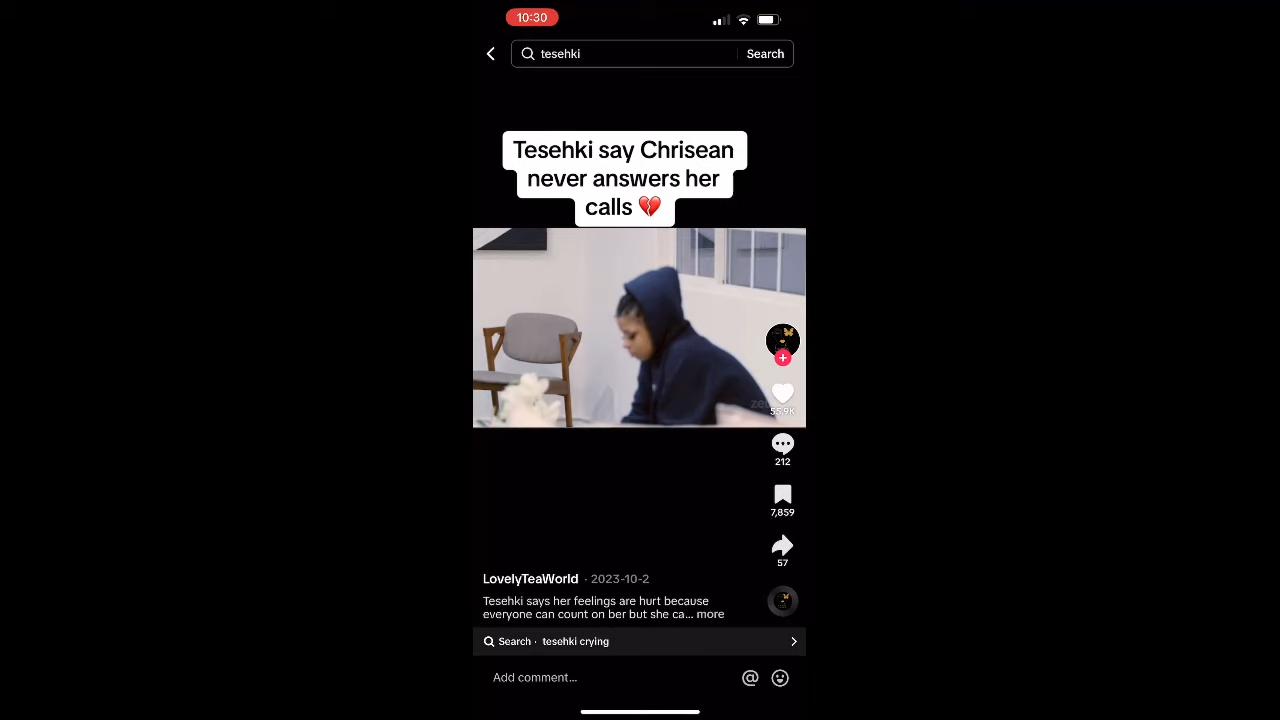 10:30
tesehki
Search
Tesehki say Chrisean
never answers her
calls
55.9K
212
7,859
57
LovelyTeaWorld · 2023-10-2
Tesehki says her feelings are hurt because
everyone can count on ber but she ca... more
Search · tesehki crying
Add comment...